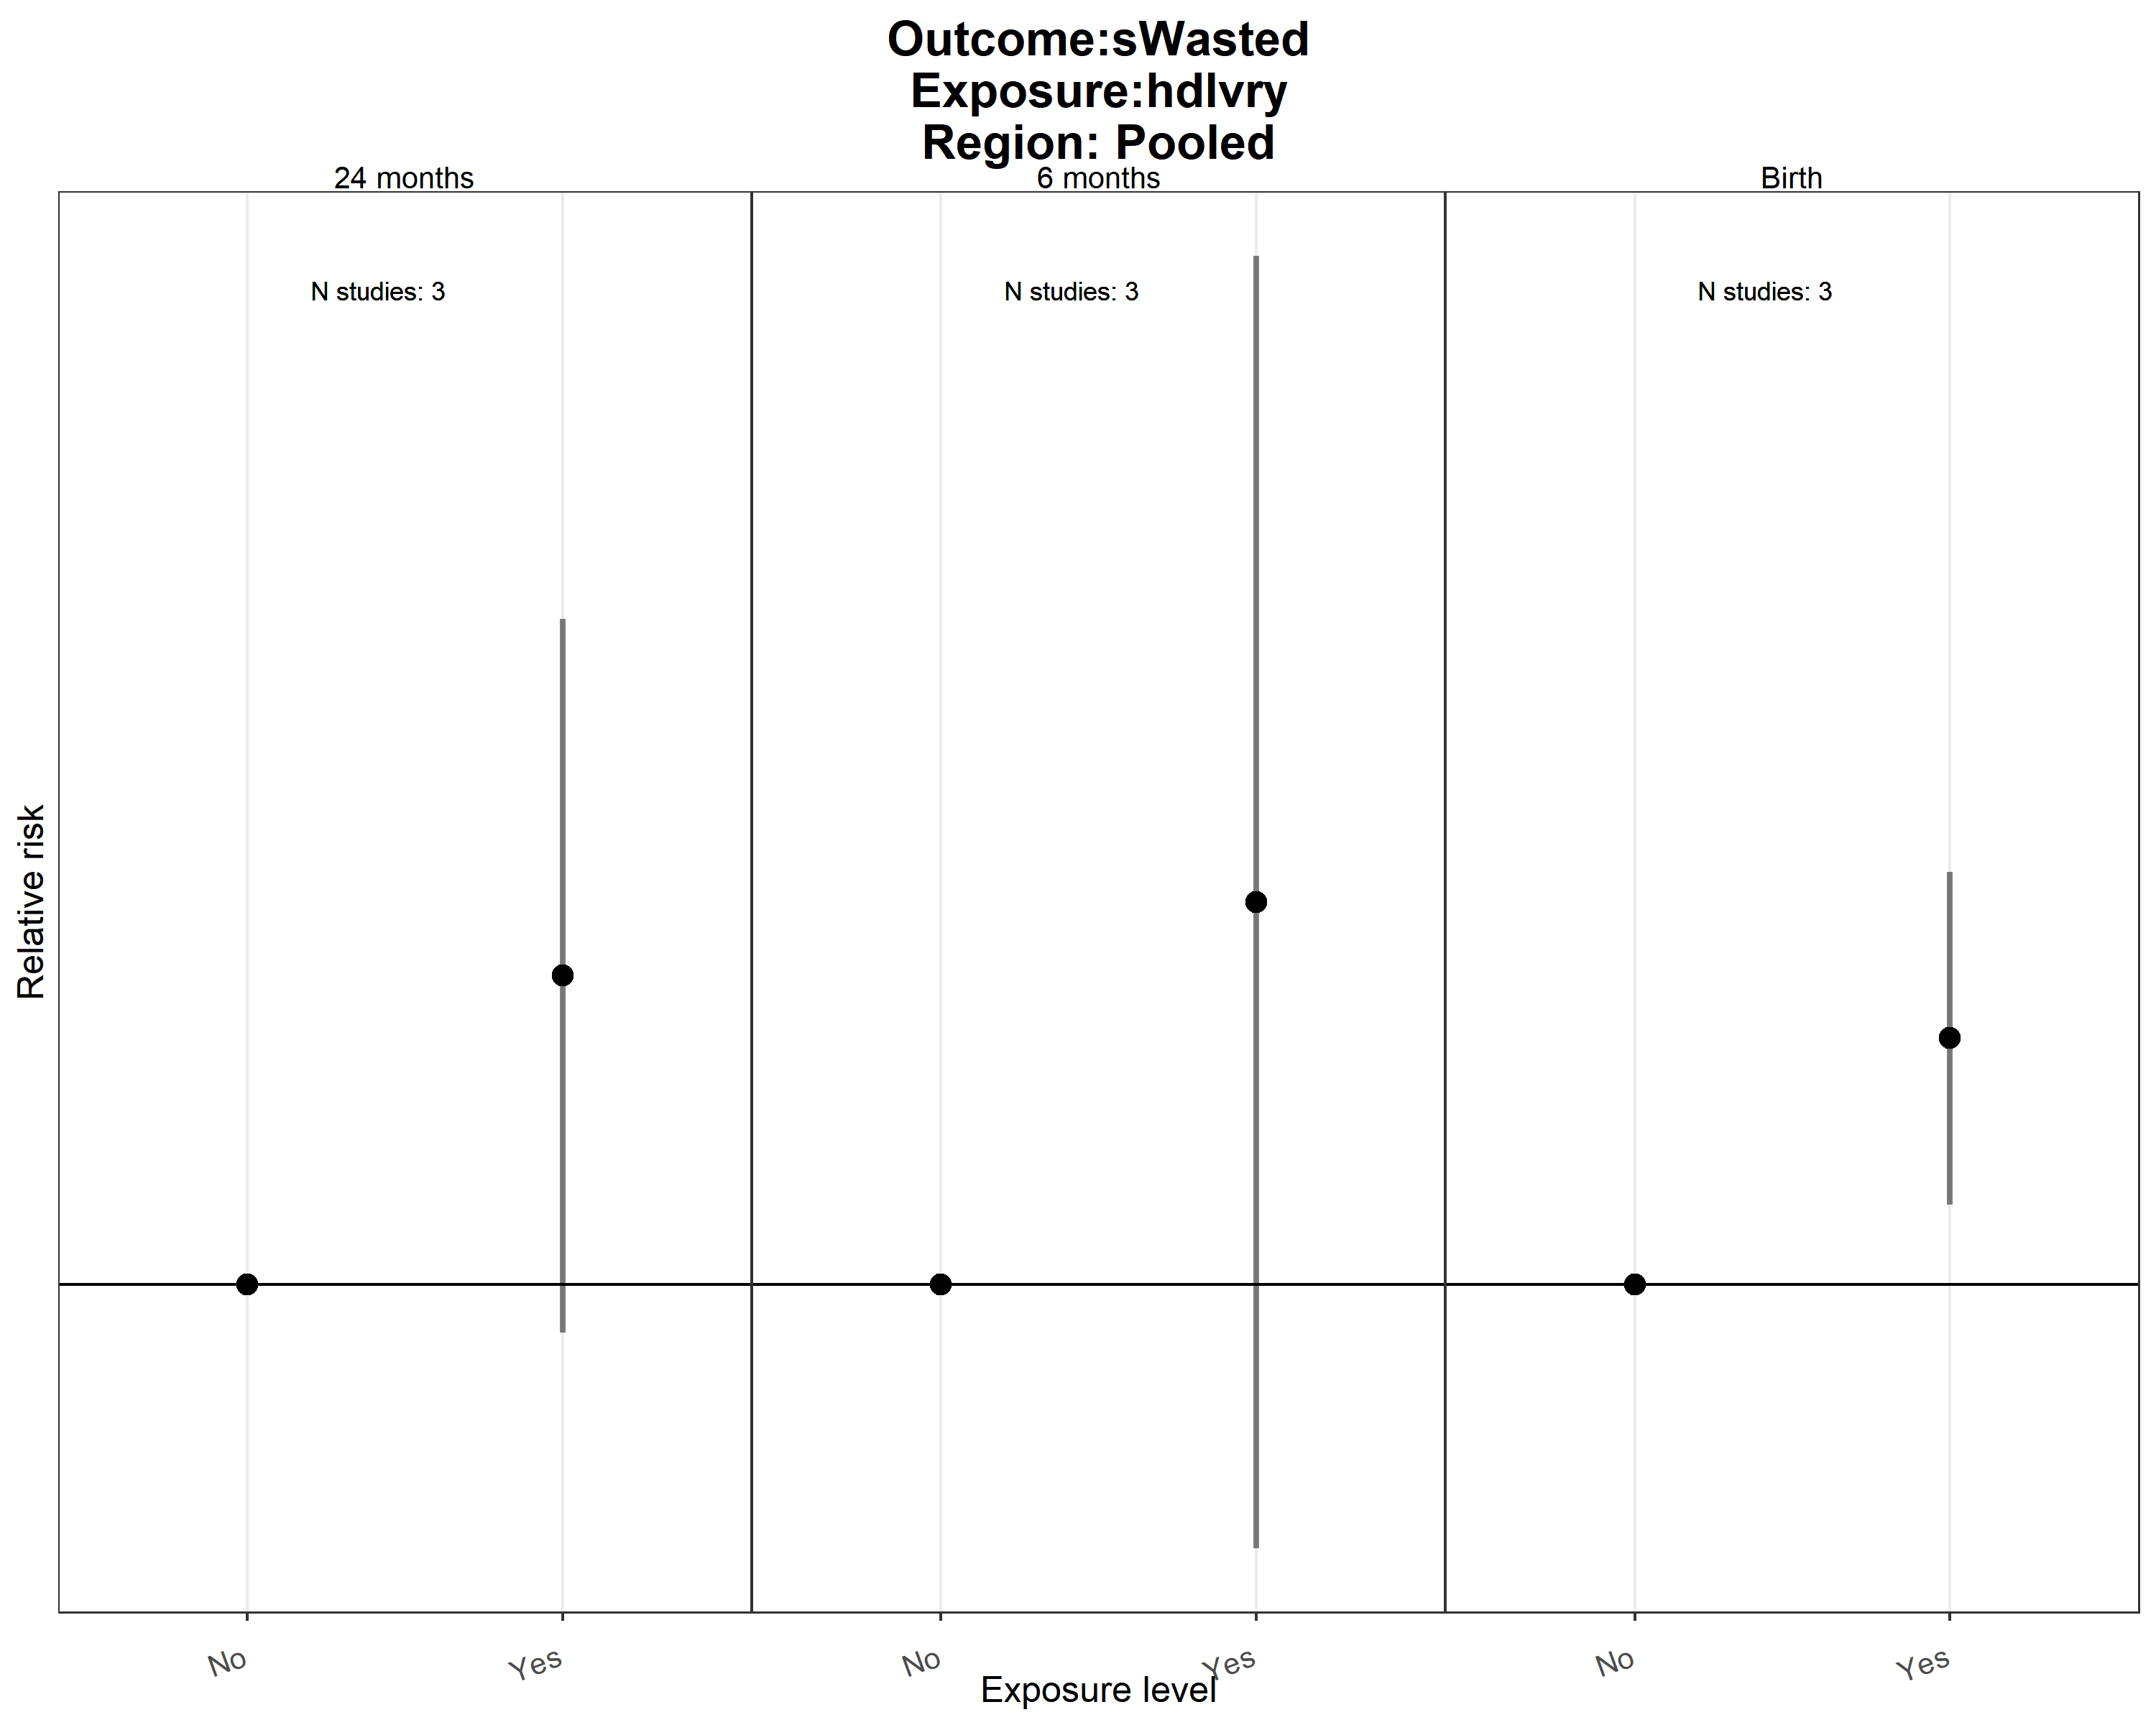 Outcome:sWasted
Exposure:hdlvry
Region: Pooled
24 months
6 months
Birth
N studies: 3
N studies: 3
N studies: 3
Relative risk
No
Yes
No
Yes
No
Yes
Exposure level